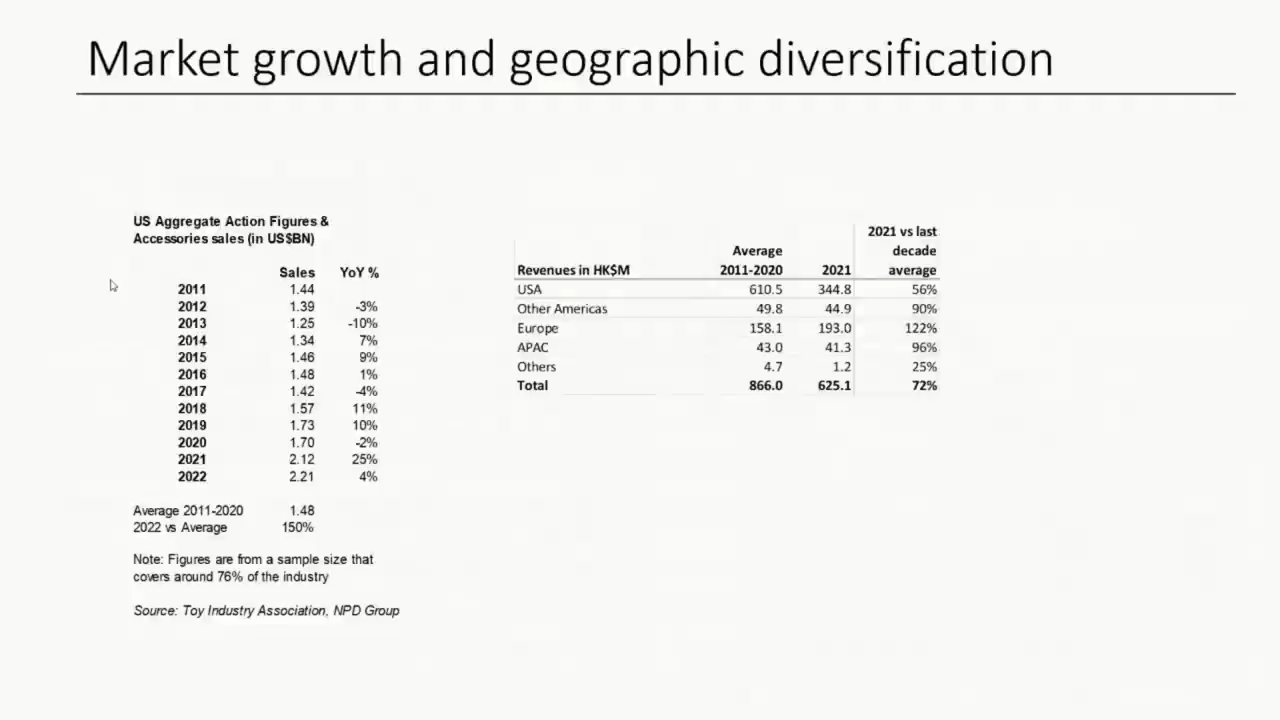 Market growth and geographic diversification
US Aggregate Action Figures &
Accessories sales (in US$BN)
Sales YoY %
2011 1.44
2012 1.39 -3%
2013 1.25 -10%
2014 1.34 7%
2015 1.46 9%
2016 1.48 1%
2017 1.42 -4%
2018 1.57 11%
2019 1.73 10%
2020 1.70 -2%
2021 2.12 25%
2022 2.21 4%
Average 2011-2020 1.48
2022 vs Average 150%
Note: Figures are from a sample size that
covers around 76% of the industry
Source: Toy Industry Association, NPD Group
2021 vs last
Average decade
Revenues in HK$M 2011-2020 2021 average
USA 610.5 344.8 56%
Other Americas 49.8 44.9 90%
Europe 158.1 193.0 122%
APAC 43.0 41.3 96%
Others 4.7 1.2 25%
Total 866.0 625.1 72%